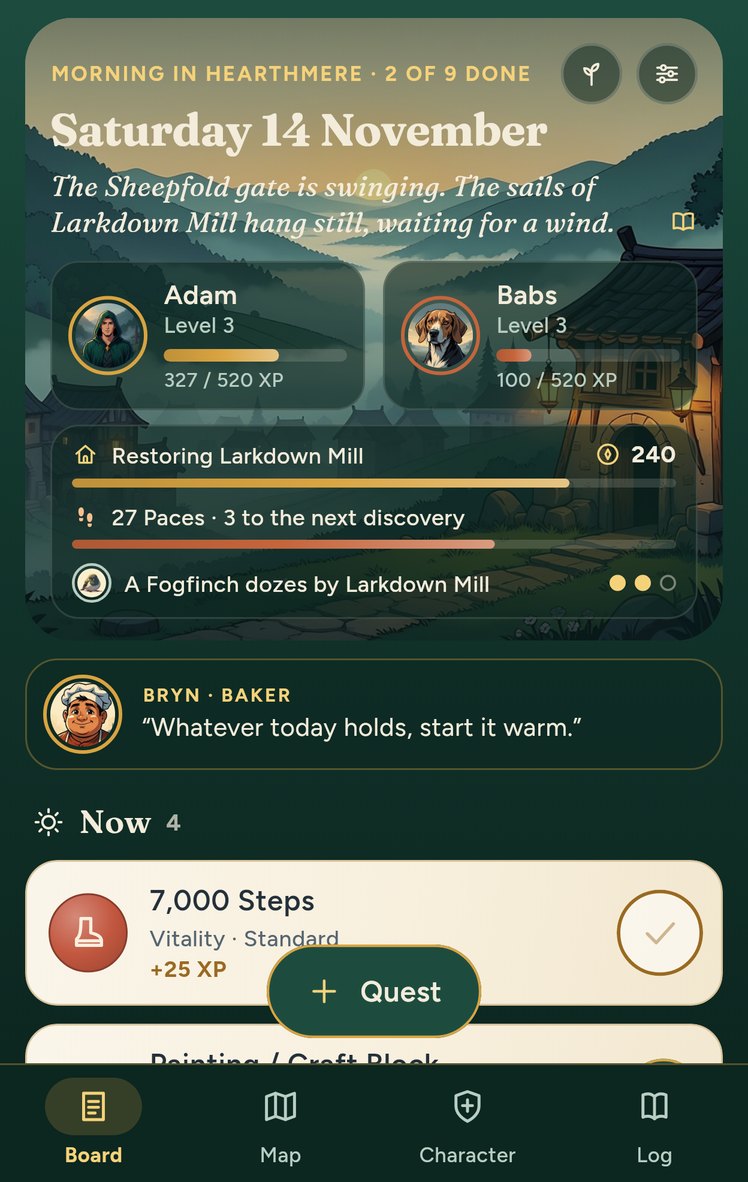 MORNING IN HEARTHMERE · 2 OF 9 DONE
Saturday 14 November
The Sheepfold gate is swinging. The sails of
Larkdown Mill hang still, waiting for a wind.
Adam
Level 3
327 / 520 XP
Babs
Level 3
100 / 520 XP
Restoring Larkdown Mill
240
27 Paces · 3 to the next discovery
A Fogfinch dozes by Larkdown Mill
BRYN · BAKER
“Whatever today holds, start it warm.”
Now 4
7,000 Steps
Vitality · Standard
+25 XP
Quest
Painting / Craft Block
Board
Map
Character
Log